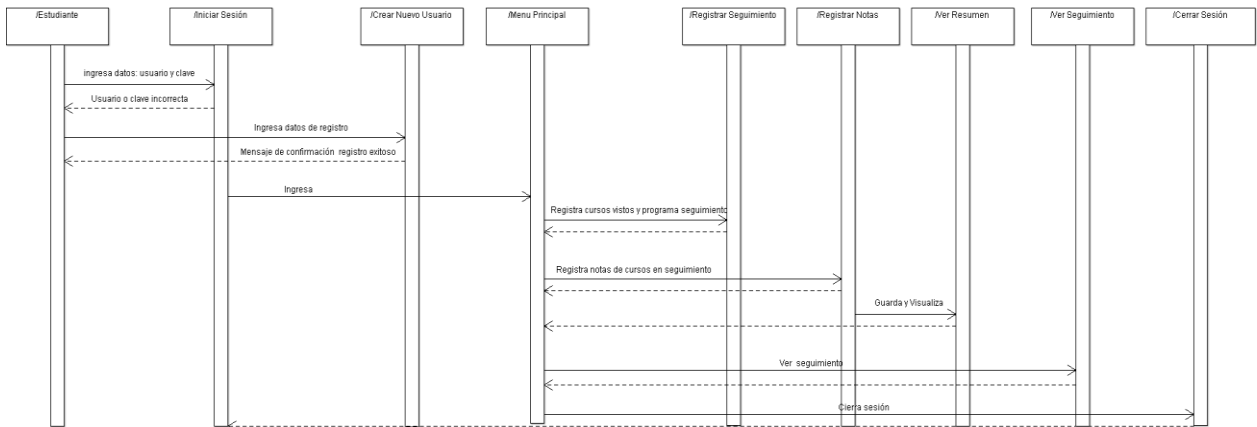 /Estudiante
/Iniciar Sesión
/Crear Nuevo Usuario
/Menu Principal
/Registrar Seguimiento
/Registrar Notas
/Ver Resumen
/Ver Seguimiento
/Cerrar Sesión
ingresa datos: usuario y clave
Usuario o clave incorrecta
Ingresa datos de registro
Mensaje de confirmación registro exitoso
Ingresa
Registra cursos vistos y programa seguimiento
Registra notas de cursos en seguimiento
Guarda y Visualiza
Ver seguimiento
Cierra sesión